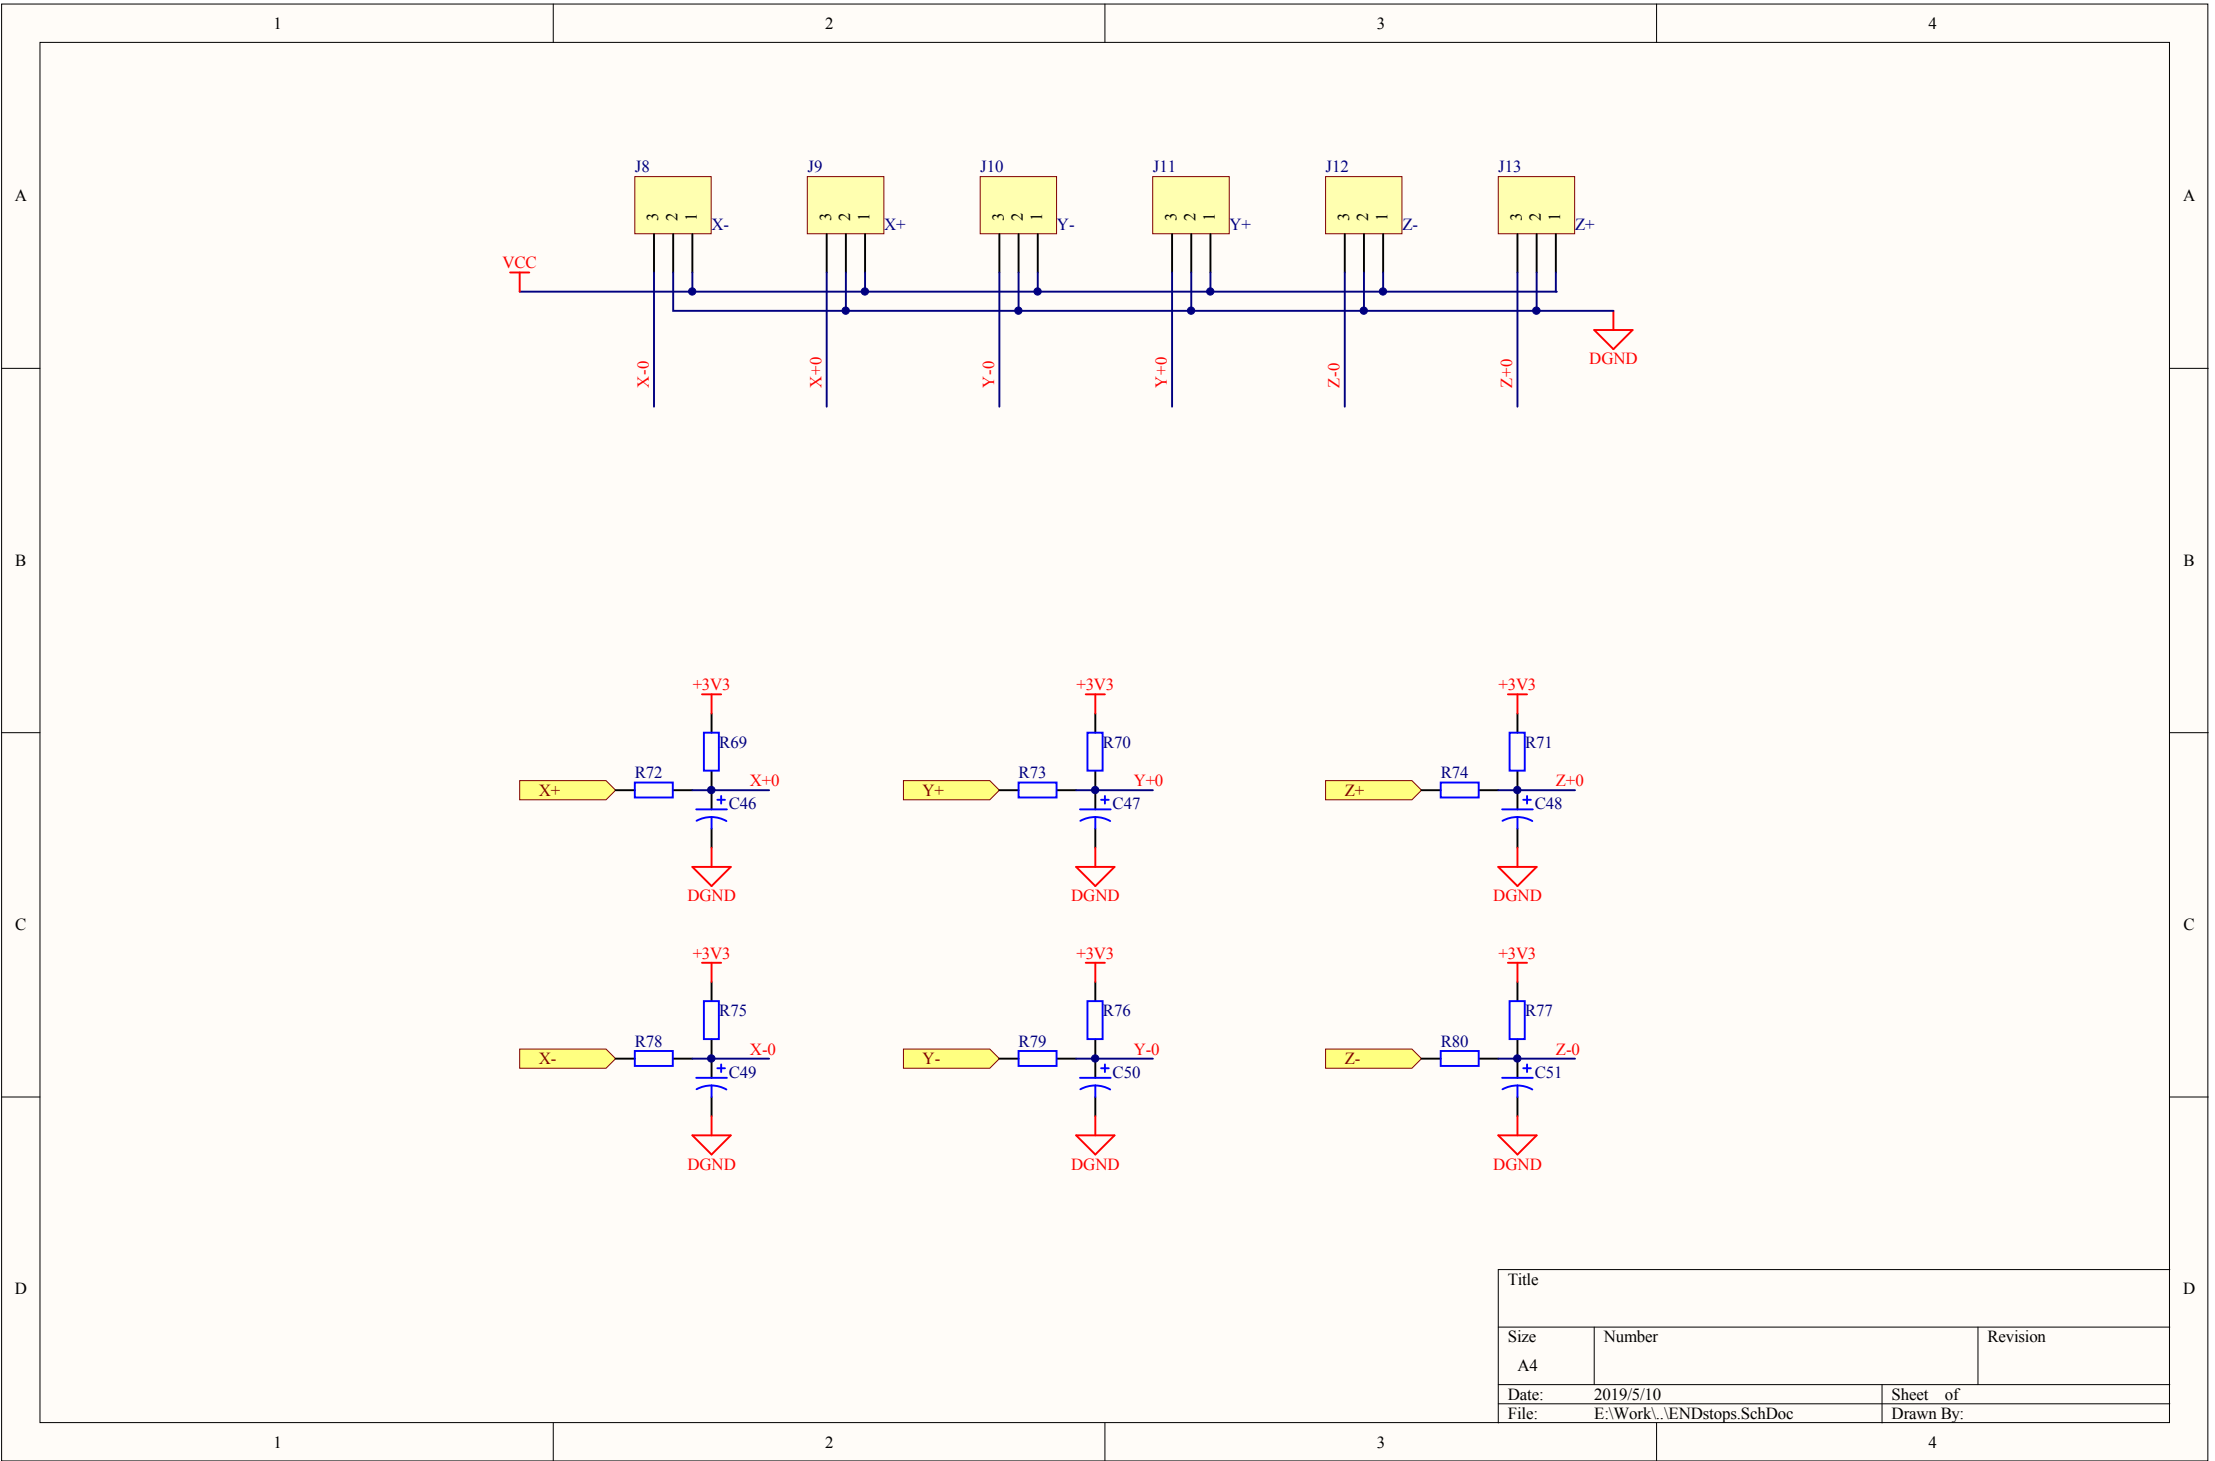 1 2 3 4
A A
J8 J9 J10 J11 J12 J13
3 2 1 3 2 1 3 2 1 3 2 1 3 2 1 3 2 1
X- X+ Y- Y+ Z- Z+
VCC
DGND
X-0 X+0 Y-0 Y+0 Z-0 Z+0
B B
+3V3 +3V3 +3V3
R69 R70 R71
X+ R72 X+0 Y+ R73 Y+0 Z+ R74 Z+0
+ C46 + C47 + C48
DGND DGND DGND
C C
+3V3 +3V3 +3V3
R75 R76 R77
X- R78 X-0 Y- R79 Y-0 Z- R80 Z-0
+ C49 + C50 + C51
DGND DGND DGND
D D
Title
Size Number Revision
A4
Date: 2019/5/10 Sheet of
File: E:\Work\..\ENDstops.SchDoc Drawn By:
1 2 3 4